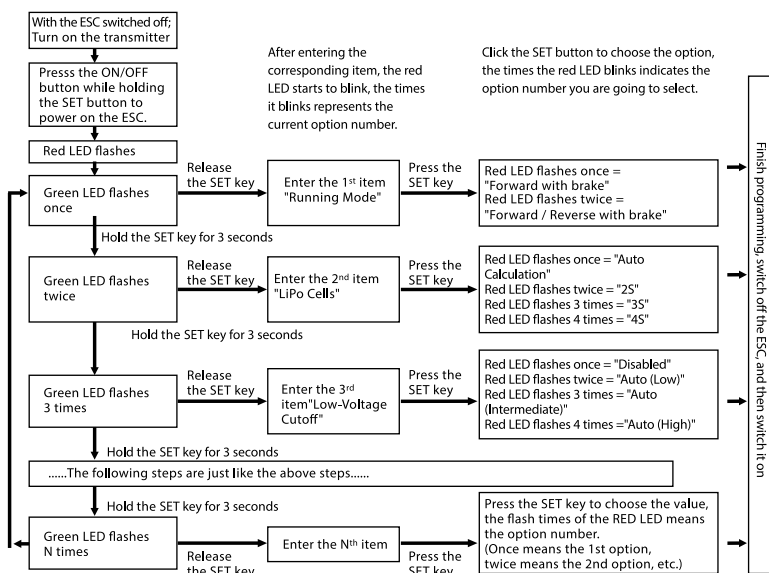 With the ESC switched off;
Turn on the transmitter
After entering the
corresponding item, the red
LED starts to blink, the times
it blinks represents the
current option number.
Click the SET button to choose the option,
the times the red LED blinks indicates the
option number you are going to select.
Presss the ON/OFF
button while holding
the SET button to
power on the ESC.
Red LED flashes
Green LED flashes
once
Release
the SET key
Enter the 1st item
"Running Mode"
Press the
SET key
Red LED flashes once =
"Forward with brake"
Red LED flashes twice =
"Forward / Reverse with brake"
Hold the SET key for 3 seconds
Green LED flashes
twice
Release
the SET key
Enter the 2nd item
"LiPo Cells"
Press the
SET key
Red LED flashes once = "Auto
Calculation"
Red LED flashes twice = "2S"
Red LED flashes 3 times = "3S"
Red LED flashes 4 times = "4S"
Hold the SET key for 3 seconds
Green LED flashes
3 times
Release
the SET key
Enter the 3rd
item"Low-Voltage
Cutoff"
Press the
SET key
Red LED flashes once = "Disabled"
Red LED flashes twice = "Auto (Low)"
Red LED flashes 3 times = "Auto
(Intermediate)"
Red LED flashes 4 times ="Auto (High)"
Hold the SET key for 3 seconds
......The following steps are just like the above steps......
Hold the SET key for 3 seconds
Green LED flashes
N times
Release
the SET key
Enter the Nth item
Press the
SET key
Press the SET key to choose the value,
the flash times of the RED LED means
the option number.
(Once means the 1st option,
twice means the 2nd option, etc.)
Finish programming, switch off the ESC, and then switch it on